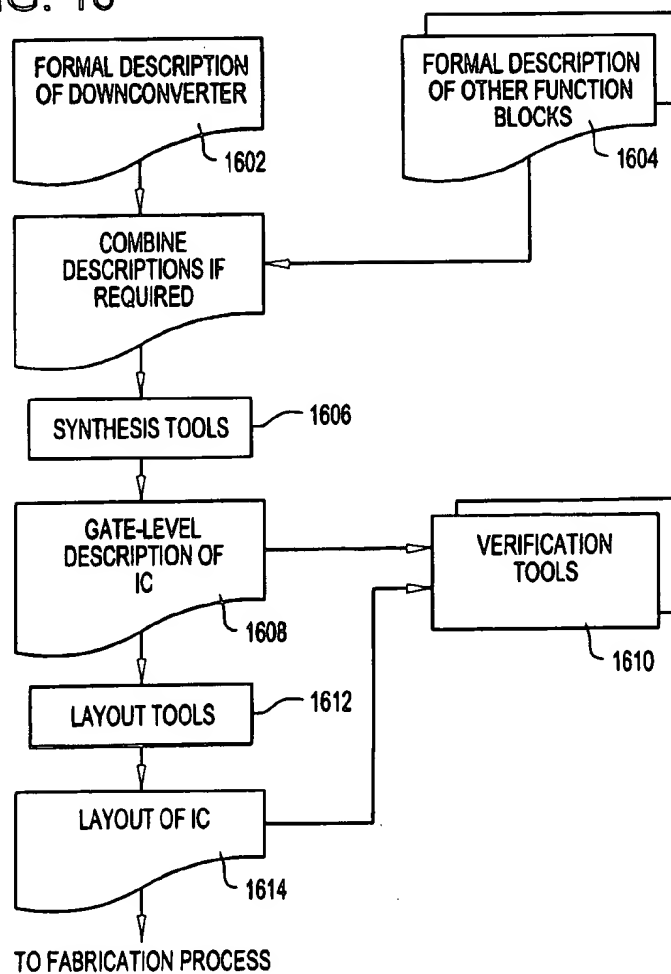 FIG. 16
FORMAL DESCRIPTION
OF DOWNCONVERTER
1602
FORMAL DESCRIPTION
OF OTHER FUNCTION
BLOCKS
1604
COMBINE
DESCRIPTIONS IF
REQUIRED
SYNTHESIS TOOLS
1606
GATE-LEVEL
DESCRIPTION OF
IC
1608
VERIFICATION
TOOLS
1610
LAYOUT TOOLS
1612
LAYOUT OF IC
1614
TO FABRICATION PROCESS